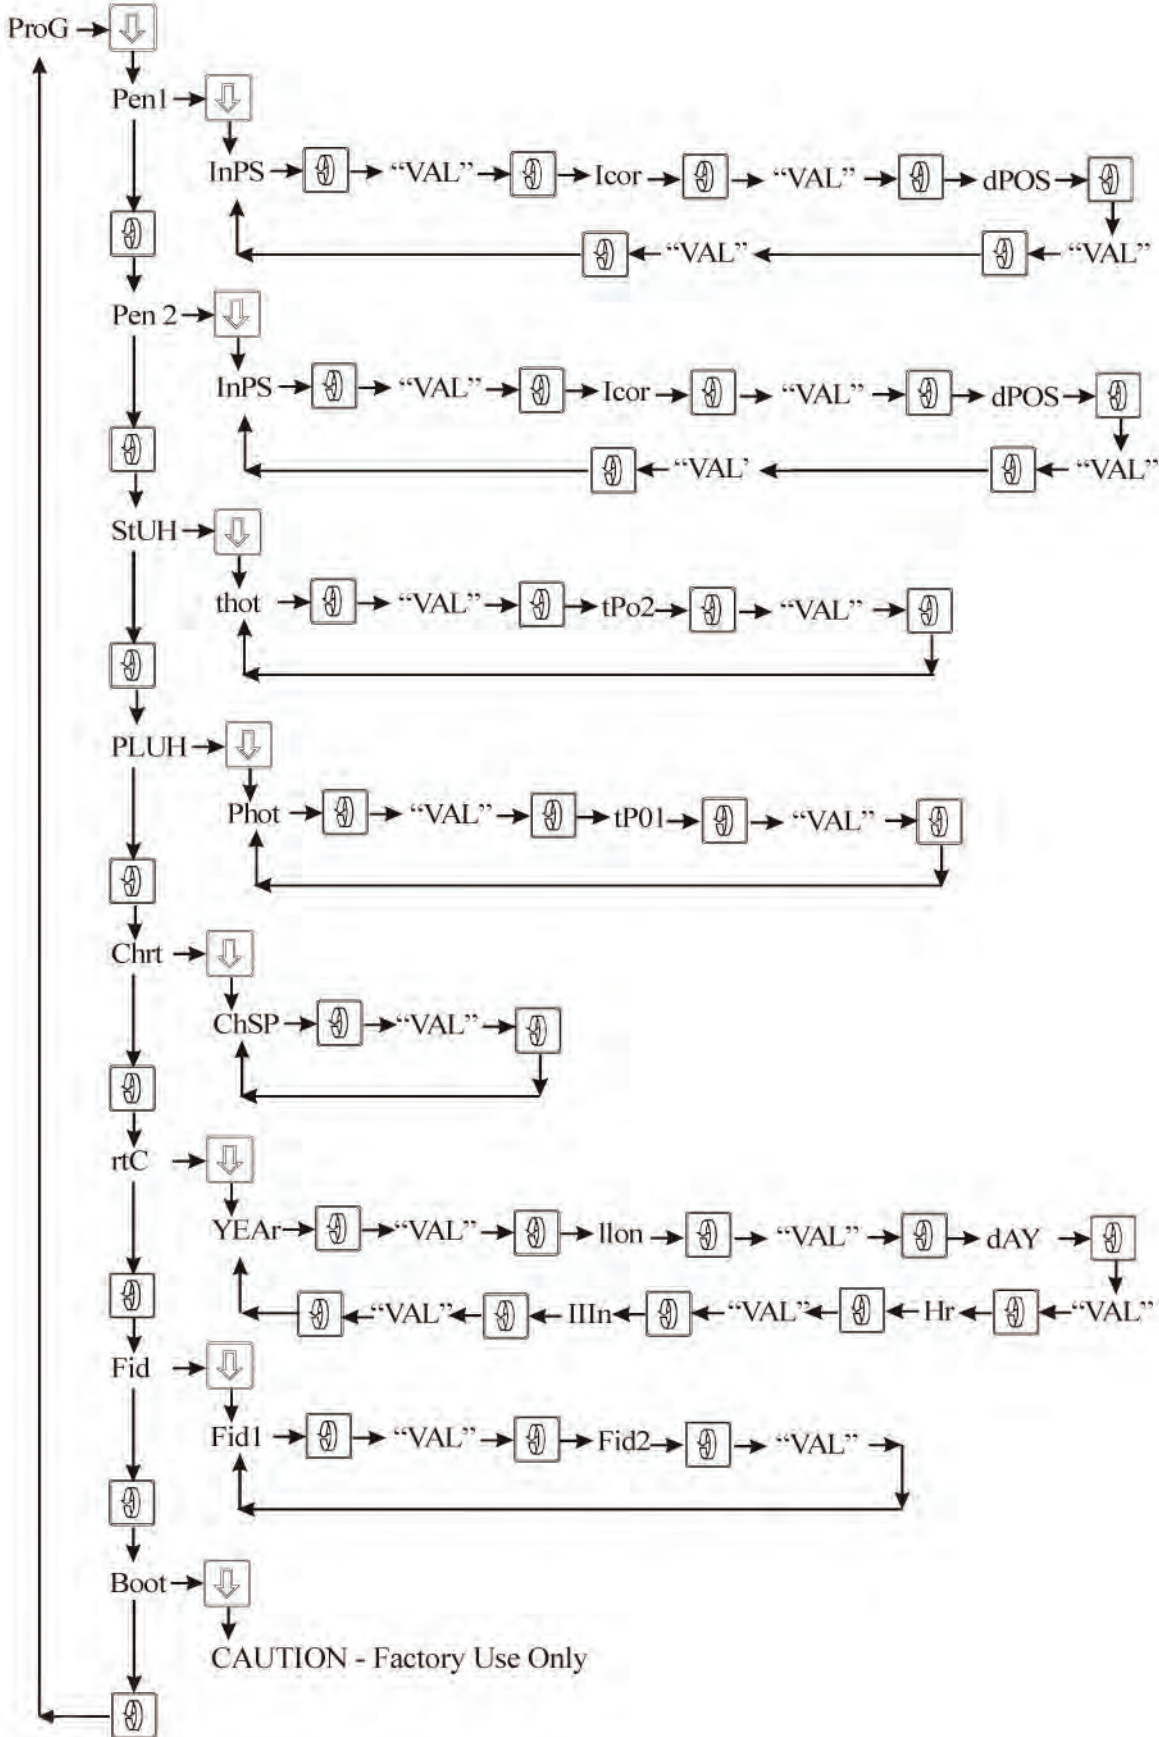 ProG
Pen1
InPS "VAL" Icor "VAL" dPOS
"VAL" "VAL"
Pen 2
InPS "VAL" Icor "VAL" dPOS
"VAL' "VAL"
StUH
thot "VAL" tPo2 "VAL"
PLUH
Phot "VAL" tP01 "VAL"
Chrt
ChSP "VAL"
rtC
YEAr "VAL" llon "VAL" dAY
"VAL" IIIn "VAL" Hr "VAL"
Fid
Fid1 "VAL" Fid2 "VAL"
Boot
CAUTION - Factory Use Only